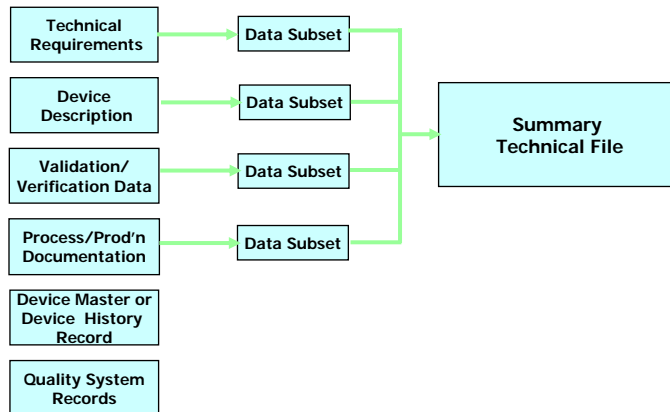 Technical
Requirements
Data Subset
Device
Description
Data Subset
Summary
Technical File
Validation/
Verification Data
Data Subset
Process/Prod'n
Documentation
Data Subset
Device Master or
Device History
Record
Quality System
Records